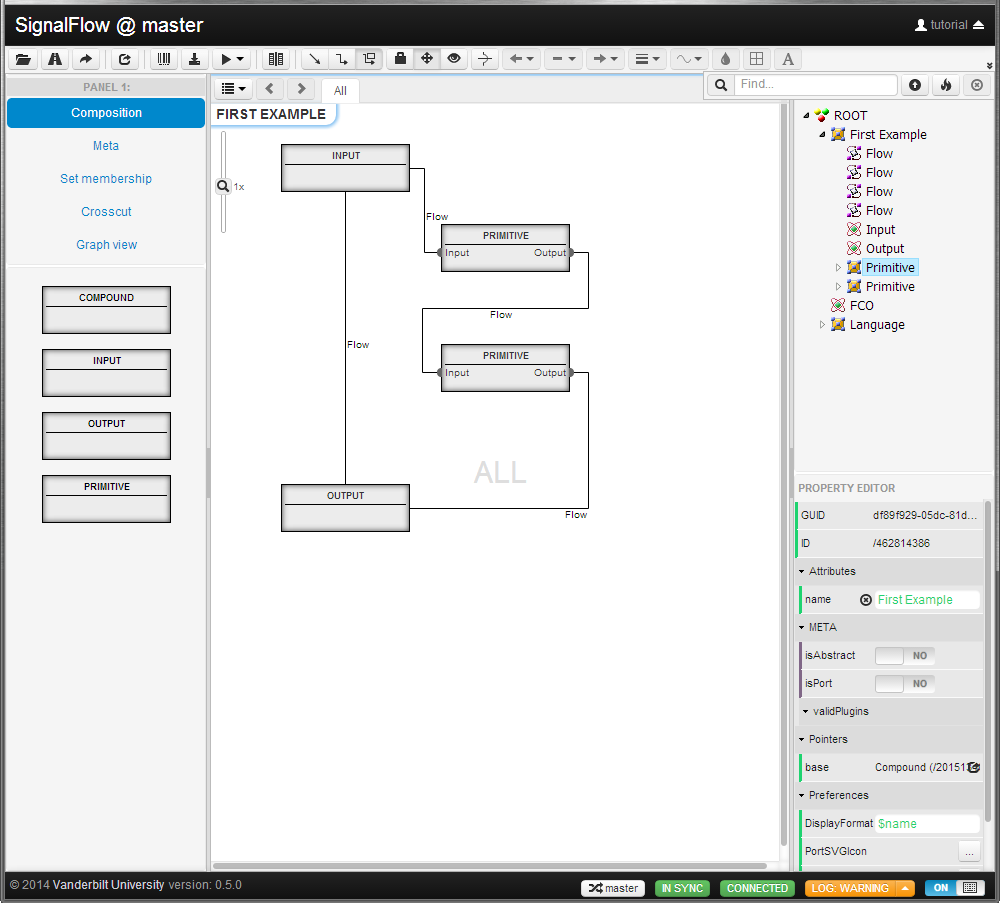 SignalFlow @ master
tutorial
Find...
PANEL 1:
Composition
Meta
Set membership
Crosscut
Graph view
COMPOUND
INPUT
OUTPUT
PRIMITIVE
All
FIRST EXAMPLE
1x
INPUT
Flow
PRIMITIVE
Input Output
Flow
Flow
PRIMITIVE
Input Output
ALL
OUTPUT
Flow
ROOT
First Example
Flow
Flow
Flow
Flow
Input
Output
Primitive
Primitive
FCO
Language
PROPERTY EDITOR
GUID df89f929-05dc-81d...
ID /462814386
Attributes
name First Example
META
isAbstract NO
isPort NO
validPlugins
Pointers
base Compound (/20151
Preferences
DisplayFormat $name
PortSVGIcon ...
© 2014 Vanderbilt University version: 0.5.0
master
IN SYNC
CONNECTED
LOG: WARNING
ON